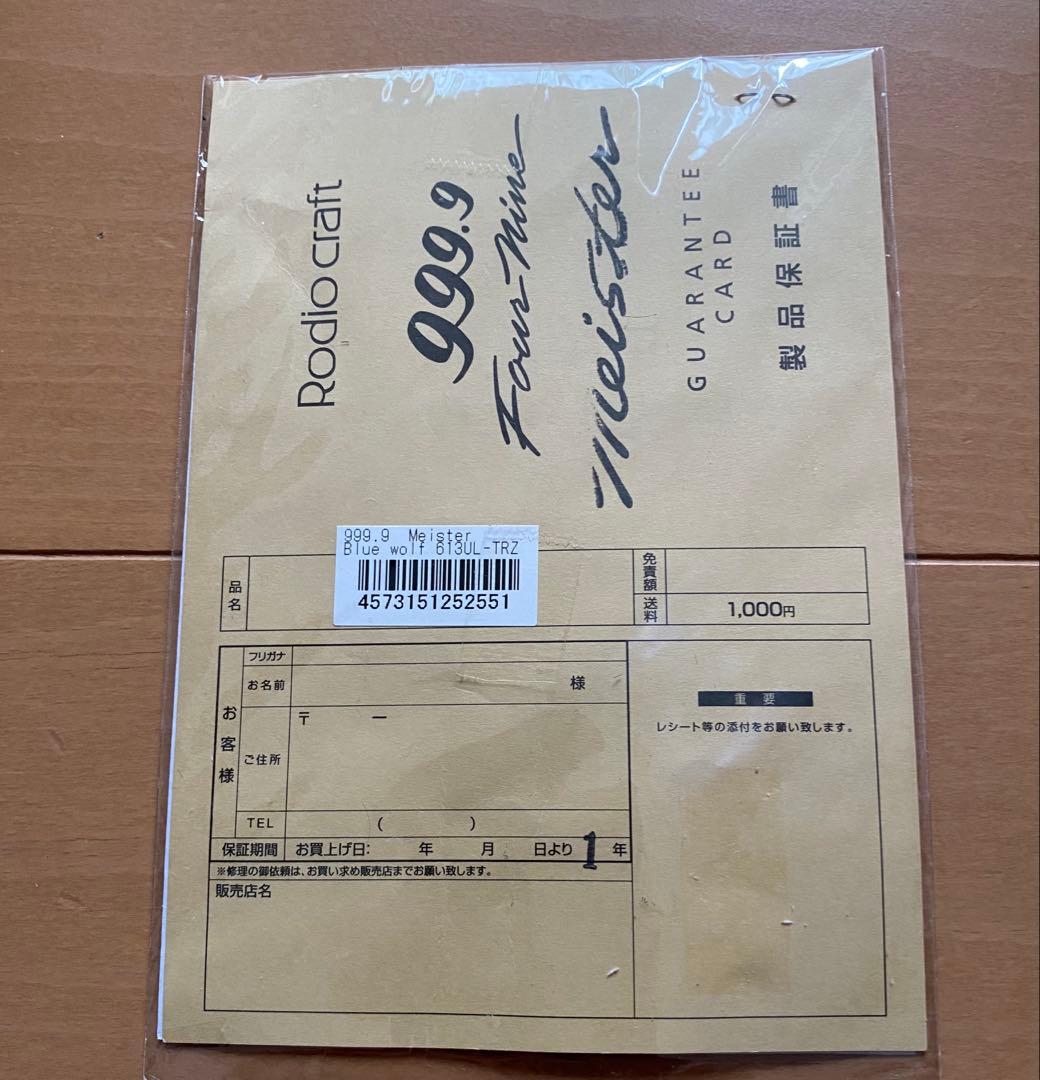 Rodio craft
999.9
Four Nine
Meister
GUARANTEE
CARD
製品保証書
999.9 Meister
Blue wolf 613UL-TRZ
4573151252551
品名
免責額
送料
1,000円
お客様
フリガナ
お名前
様
ご住所
〒 ー
TEL ( )
保証期間 お買上げ日: 年 月 日より 1 年
※修理の御依頼は、お買い求め販売店までお願い致します。
販売店名
重要
レシート等の添付をお願い致します。